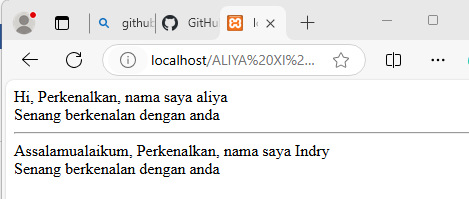 github
GitHu
localhost/ALIYA%20XI%2...
Hi, Perkenalkan, nama saya aliya
Senang berkenalan dengan anda
Assalamualaikum, Perkenalkan, nama saya Indry
Senang berkenalan dengan anda